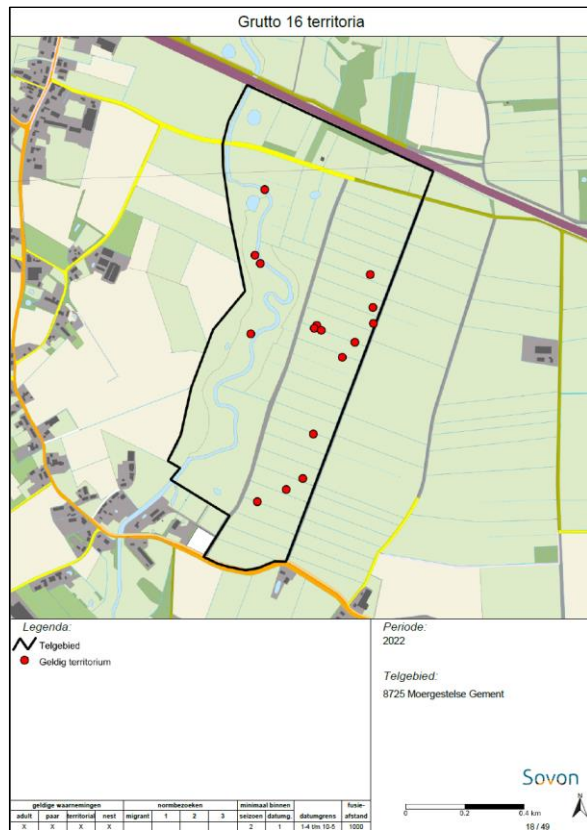 Grutto 16 territoria
Legenda:
Telgebied
Geldig territorium
Periode:
2022
Telgebied:
8725 Moergestelse Gement
Sovon
N
0 0.2 0.4 km
18 / 49
geldige waarnemingen normbezoeken minimaal binnen fusie-
adult paar territoriaal nest migrant 1 2 3 seizoen datumg. datumgrens afstand
X X X X 2 1 1-4 t/m 10-5 1000